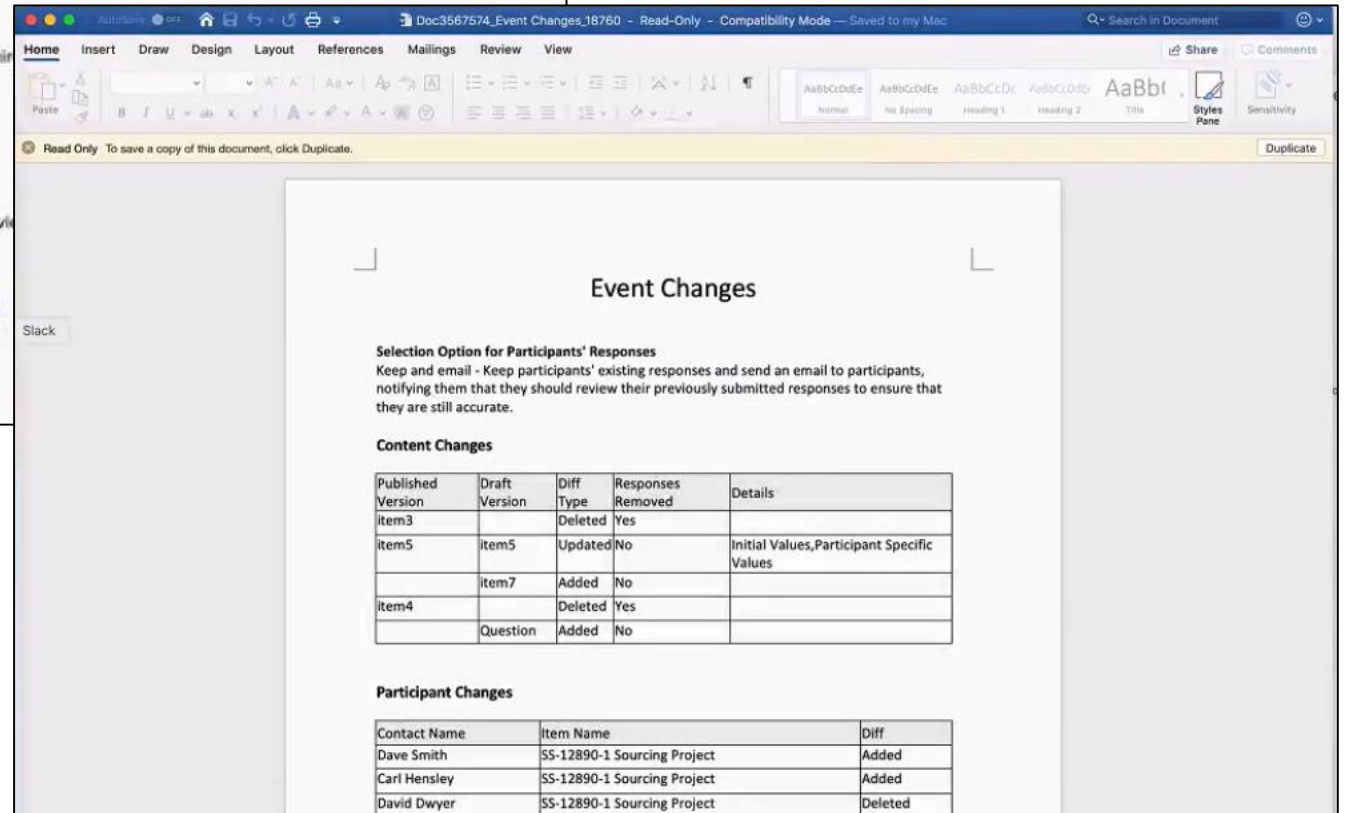 AutoSave OFF Doc3567574_Event Changes_18760 - Read-Only - Compatibility Mode — Saved to my Mac Search in Document
Home Insert Draw Design Layout References Mailings Review View Share Comments
Paste
AaBbCcDdEe AaBbCcDdEe AaBbCcDc AaBbCcDdEe AaBb(
Normal No Spacing Heading 1 Heading 2 Title Styles Pane Sensitivity
Read Only To save a copy of this document, click Duplicate. Duplicate
Slack
Event Changes
Selection Option for Participants' Responses
Keep and email - Keep participants' existing responses and send an email to participants,
notifying them that they should review their previously submitted responses to ensure that
they are still accurate.
Content Changes
Published Version Draft Version Diff Type Responses Removed Details
item3 Deleted Yes
item5 item5 Updated No Initial Values,Participant Specific Values
item7 Added No
item4 Deleted Yes
Question Added No
Participant Changes
Contact Name Item Name Diff
Dave Smith SS-12890-1 Sourcing Project Added
Carl Hensley SS-12890-1 Sourcing Project Added
David Dwyer SS-12890-1 Sourcing Project Deleted